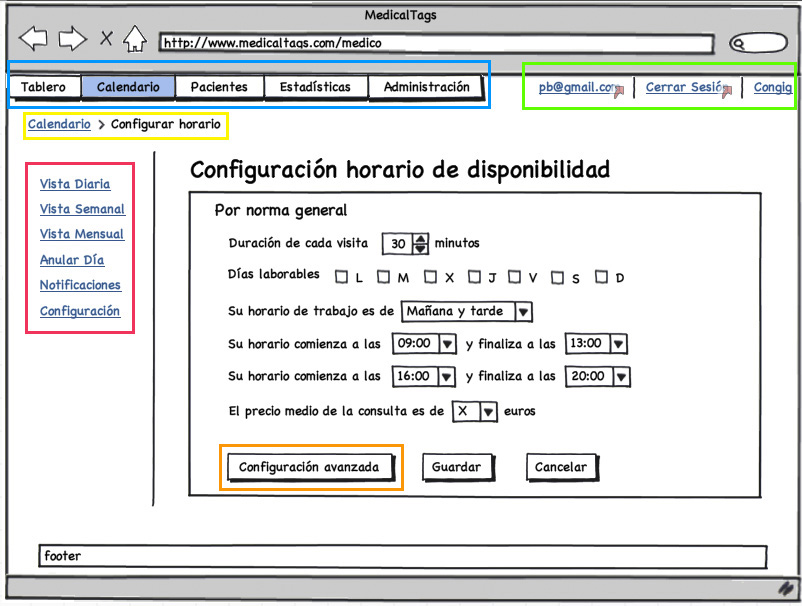 MedicalTags
http://www.medicaltags.com/medico
Tablero Calendario Pacientes Estadísticas Administración pb@gmail.com Cerrar Sesión Congig
Calendario > Configurar horario
Vista Diaria
Vista Semanal
Vista Mensual
Anular Día
Notificaciones
Configuración
Configuración horario de disponibilidad
Por norma general
Duración de cada visita 30 minutos
Días laborables L M X J V S D
Su horario de trabajo es de Mañana y tarde
Su horario comienza a las 09:00 y finaliza a las 13:00
Su horario comienza a las 16:00 y finaliza a las 20:00
El precio medio de la consulta es de X euros
Configuración avanzada Guardar Cancelar
footer